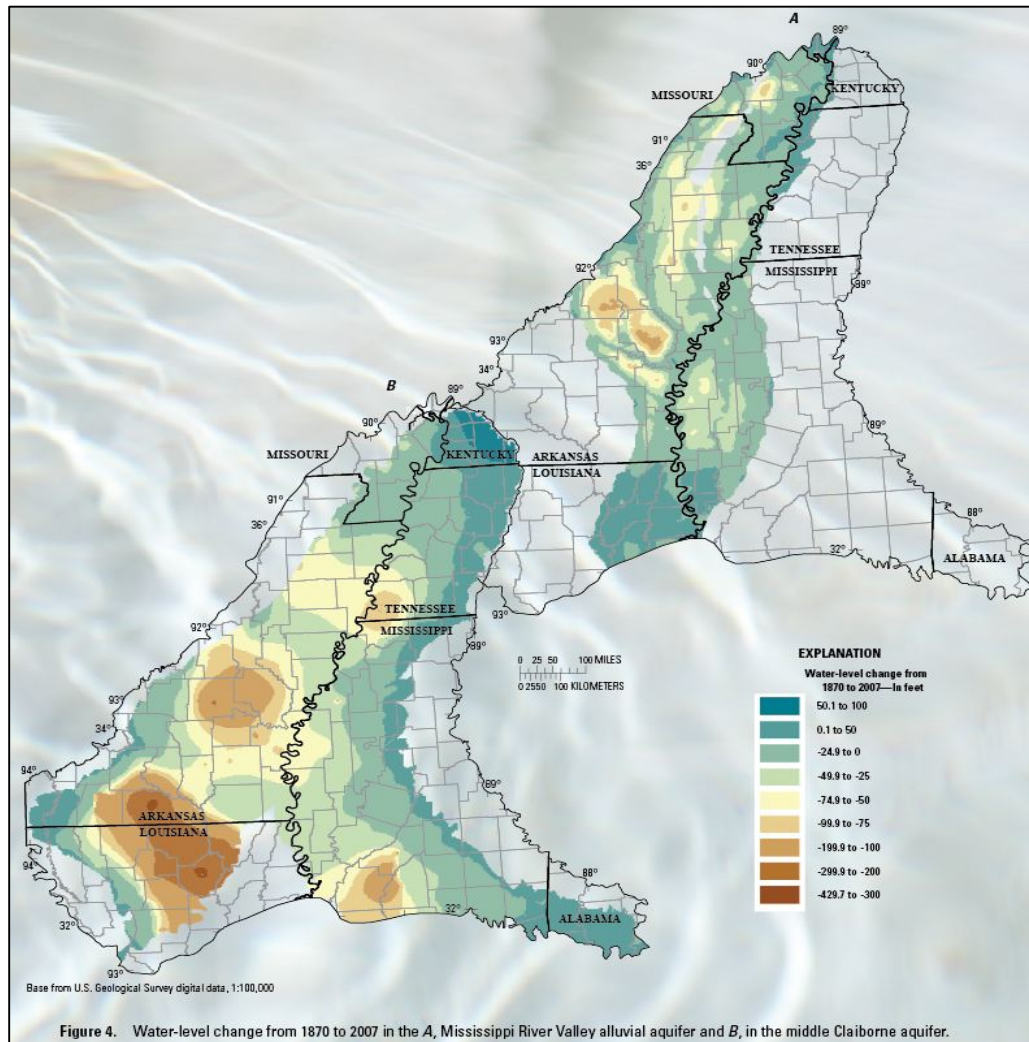 A
89°
90°
MISSOURI
KENTUCKY
91°
36°
TENNESSEE
MISSISSIPPI
92°
89°
93°
34°
B
89°
90°
MISSOURI
KENTUCKY
ARKANSAS
LOUISIANA
89°
91°
36°
88°
32°
32°
ALABAMA
TENNESSEE
MISSISSIPPI
93°
92°
89°
0 25 50 100 MILES
0 25 50 100 KILOMETERS
EXPLANATION
Water-level change from
1870 to 2007—In feet
50.1 to 100
0.1 to 50
-24.9 to 0
-49.9 to -25
-74.9 to -50
-99.9 to -75
-199.9 to -100
-299.9 to -200
-429.7 to -300
93°
34°
94°
89°
ARKANSAS
LOUISIANA
94°
88°
32°
32°
ALABAMA
93°
Base from U.S. Geological Survey digital data, 1:100,000
Figure 4. Water-level change from 1870 to 2007 in the A, Mississippi River Valley alluvial aquifer and B, in the middle Claiborne aquifer.